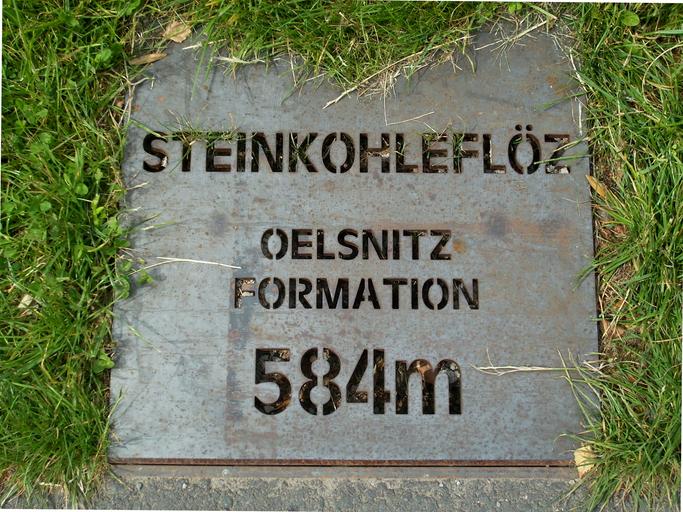 STEINKOHLEFLÖZ
OELSNITZ
FORMATION
584m